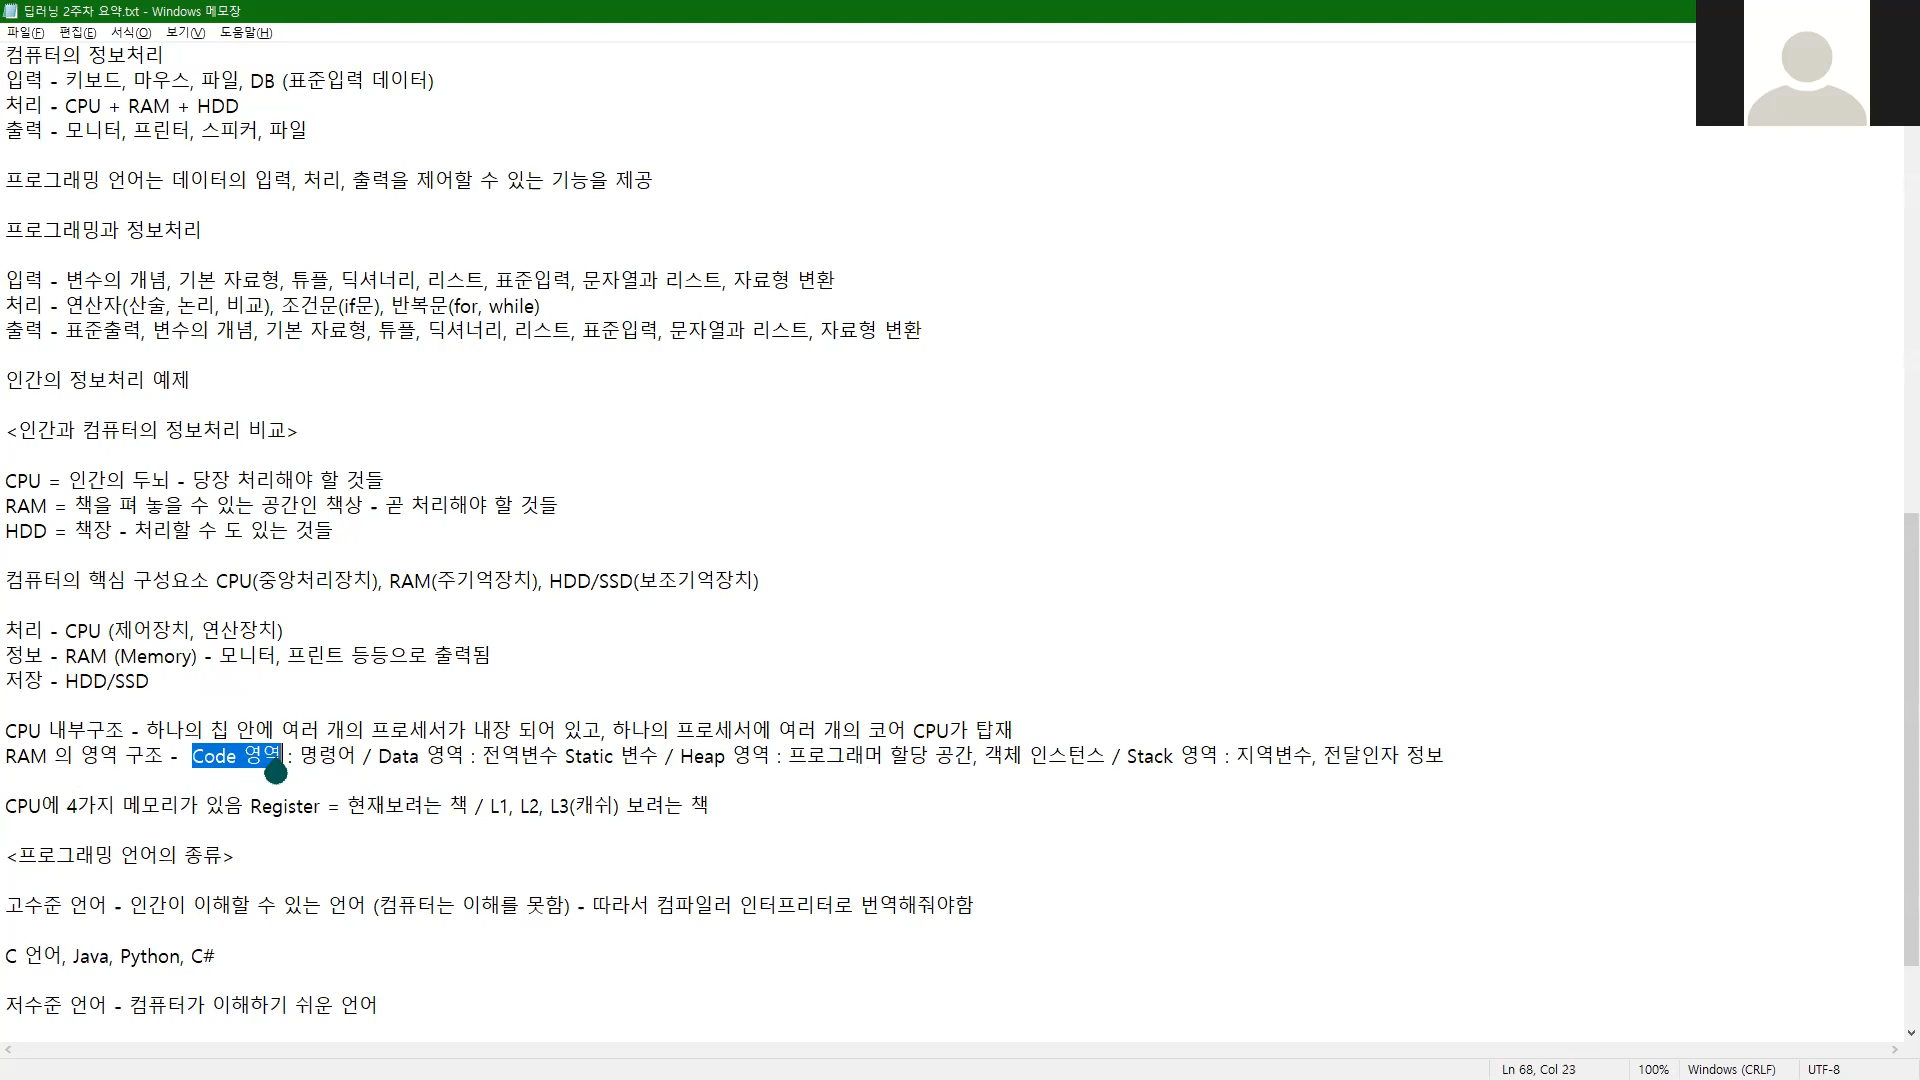 딥러닝 2주차 요약.txt - Windows 메모장
파일(F) 편집(E) 서식(O) 보기(V) 도움말(H)
컴퓨터의 정보처리
입력 - 키보드, 마우스, 파일, DB (표준입력 데이터)
처리 - CPU + RAM + HDD
출력 - 모니터, 프린터, 스피커, 파일
프로그래밍 언어는 데이터의 입력, 처리, 출력을 제어할 수 있는 기능을 제공
프로그래밍과 정보처리
입력 - 변수의 개념, 기본 자료형, 튜플, 딕셔너리, 리스트, 표준입력, 문자열과 리스트, 자료형 변환
처리 - 연산자(산술, 논리, 비교), 조건문(if문), 반복문(for, while)
출력 - 표준출력, 변수의 개념, 기본 자료형, 튜플, 딕셔너리, 리스트, 표준입력, 문자열과 리스트, 자료형 변환
인간의 정보처리 예제
<인간과 컴퓨터의 정보처리 비교>
CPU = 인간의 두뇌 - 당장 처리해야 할 것들
RAM = 책을 펴 놓을 수 있는 공간인 책상 - 곧 처리해야 할 것들
HDD = 책장 - 처리할 수 도 있는 것들
컴퓨터의 핵심 구성요소 CPU(중앙처리장치), RAM(주기억장치), HDD/SSD(보조기억장치)
처리 - CPU (제어장치, 연산장치)
정보 - RAM (Memory) - 모니터, 프린트 등등으로 출력됨
저장 - HDD/SSD
CPU 내부구조 - 하나의 칩 안에 여러 개의 프로세서가 내장 되어 있고, 하나의 프로세서에 여러 개의 코어 CPU가 탑재
RAM 의 영역 구조 - Code 영역 : 명령어 / Data 영역 : 전역변수 Static 변수 / Heap 영역 : 프로그래머 할당 공간, 객체 인스턴스 / Stack 영역 : 지역변수, 전달인자 정보
CPU에 4가지 메모리가 있음 Register = 현재보려는 책 / L1, L2, L3(캐쉬) 보려는 책
<프로그래밍 언어의 종류>
고수준 언어 - 인간이 이해할 수 있는 언어 (컴퓨터는 이해를 못함) - 따라서 컴파일러 인터프리터로 번역해줘야함
C 언어, Java, Python, C#
저수준 언어 - 컴퓨터가 이해하기 쉬운 언어
Ln 68, Col 23 100% Windows (CRLF) UTF-8